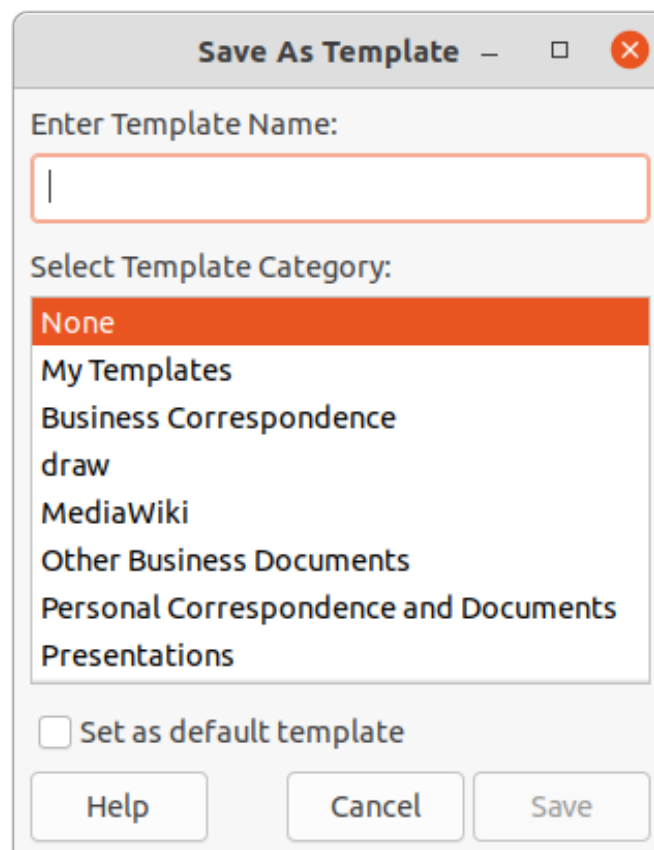 Save As Template
Enter Template Name:
Select Template Category:
None
My Templates
Business Correspondence
draw
MediaWiki
Other Business Documents
Personal Correspondence and Documents
Presentations
Set as default template
Help Cancel Save